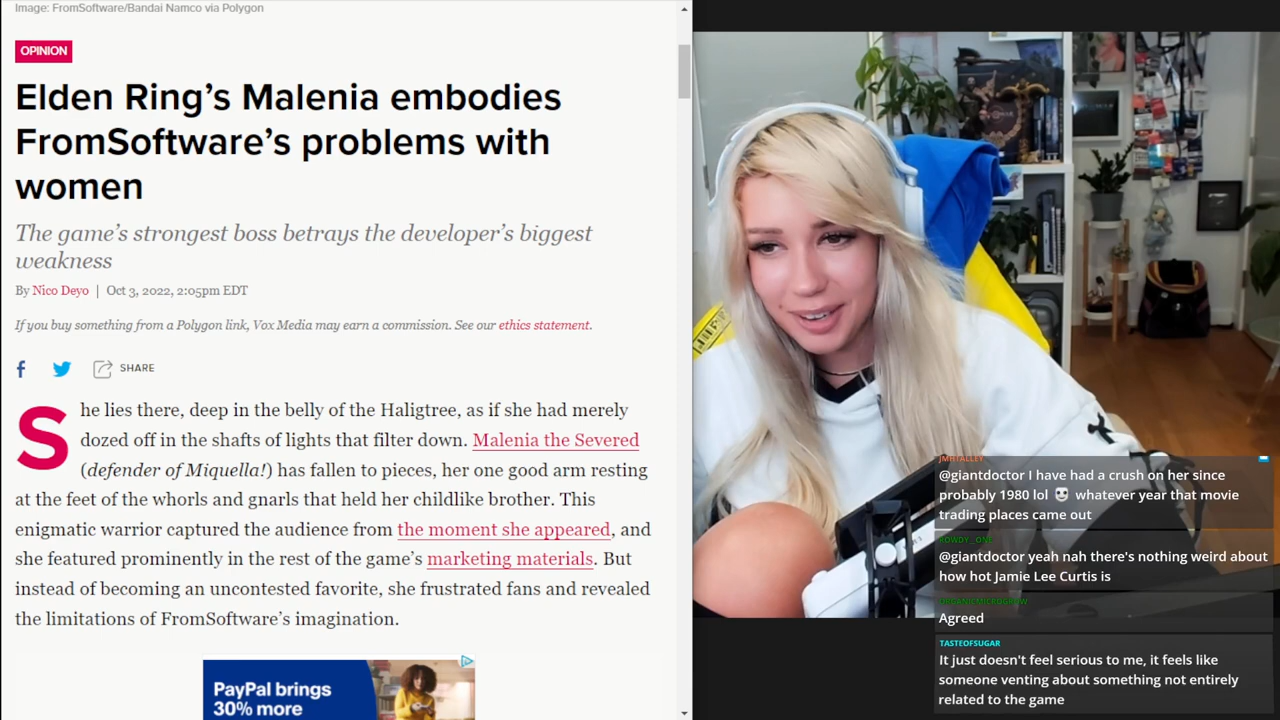 Image: FromSoftware/Bandai Namco via Polygon
OPINION
Elden Ring's Malenia embodies
FromSoftware's problems with
women
The game's strongest boss betrays the developer's biggest
weakness
By Nico Deyo | Oct 3, 2022, 2:05pm EDT
If you buy something from a Polygon link, Vox Media may earn a commission. See our ethics statement.
SHARE
She lies there, deep in the belly of the Haligtree, as if she had merely
dozed off in the shafts of lights that filter down. Malenia the Severed
(defender of Miquella!) has fallen to pieces, her one good arm resting
at the feet of the whorls and gnarls that held her childlike brother. This
enigmatic warrior captured the audience from the moment she appeared, and
she featured prominently in the rest of the game's marketing materials. But
instead of becoming an uncontested favorite, she frustrated fans and revealed
the limitations of FromSoftware's imagination.
PayPal brings
30% more
JMHTALLEY
@giantdoctor I have had a crush on her since
probably 1980 lol whatever year that movie
trading places came out
ROWDY__ONE
@giantdoctor yeah nah there's nothing weird about
how hot Jamie Lee Curtis is
Agreed
TASTEOFSUGAR
It just doesn't feel serious to me, it feels like
someone venting about something not entirely
related to the game